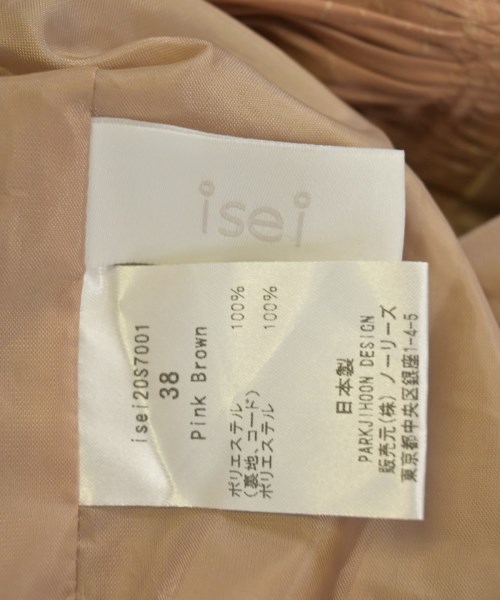 isei
isei20S7001
38
Pink Brown
ポリエステル 100%
(裏地、コード)
ポリエステル 100%
日本製
PARKJIHOON DESIGN
販売元(株) ノーリーズ
東京都中央区銀座1-4-5